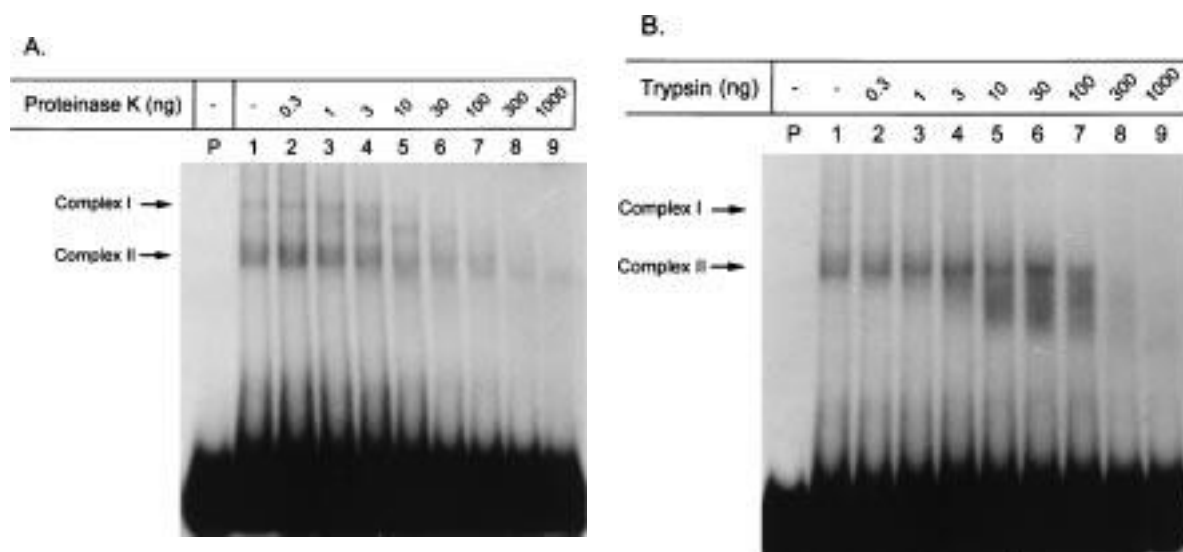 A.
Proteinase K (ng) - - 0.3 1 3 10 30 100 300 1000
P 1 2 3 4 5 6 7 8 9
Complex I
Complex II
B.
Trypsin (ng) - - 0.3 1 3 10 30 100 300 1000
P 1 2 3 4 5 6 7 8 9
Complex I
Complex II